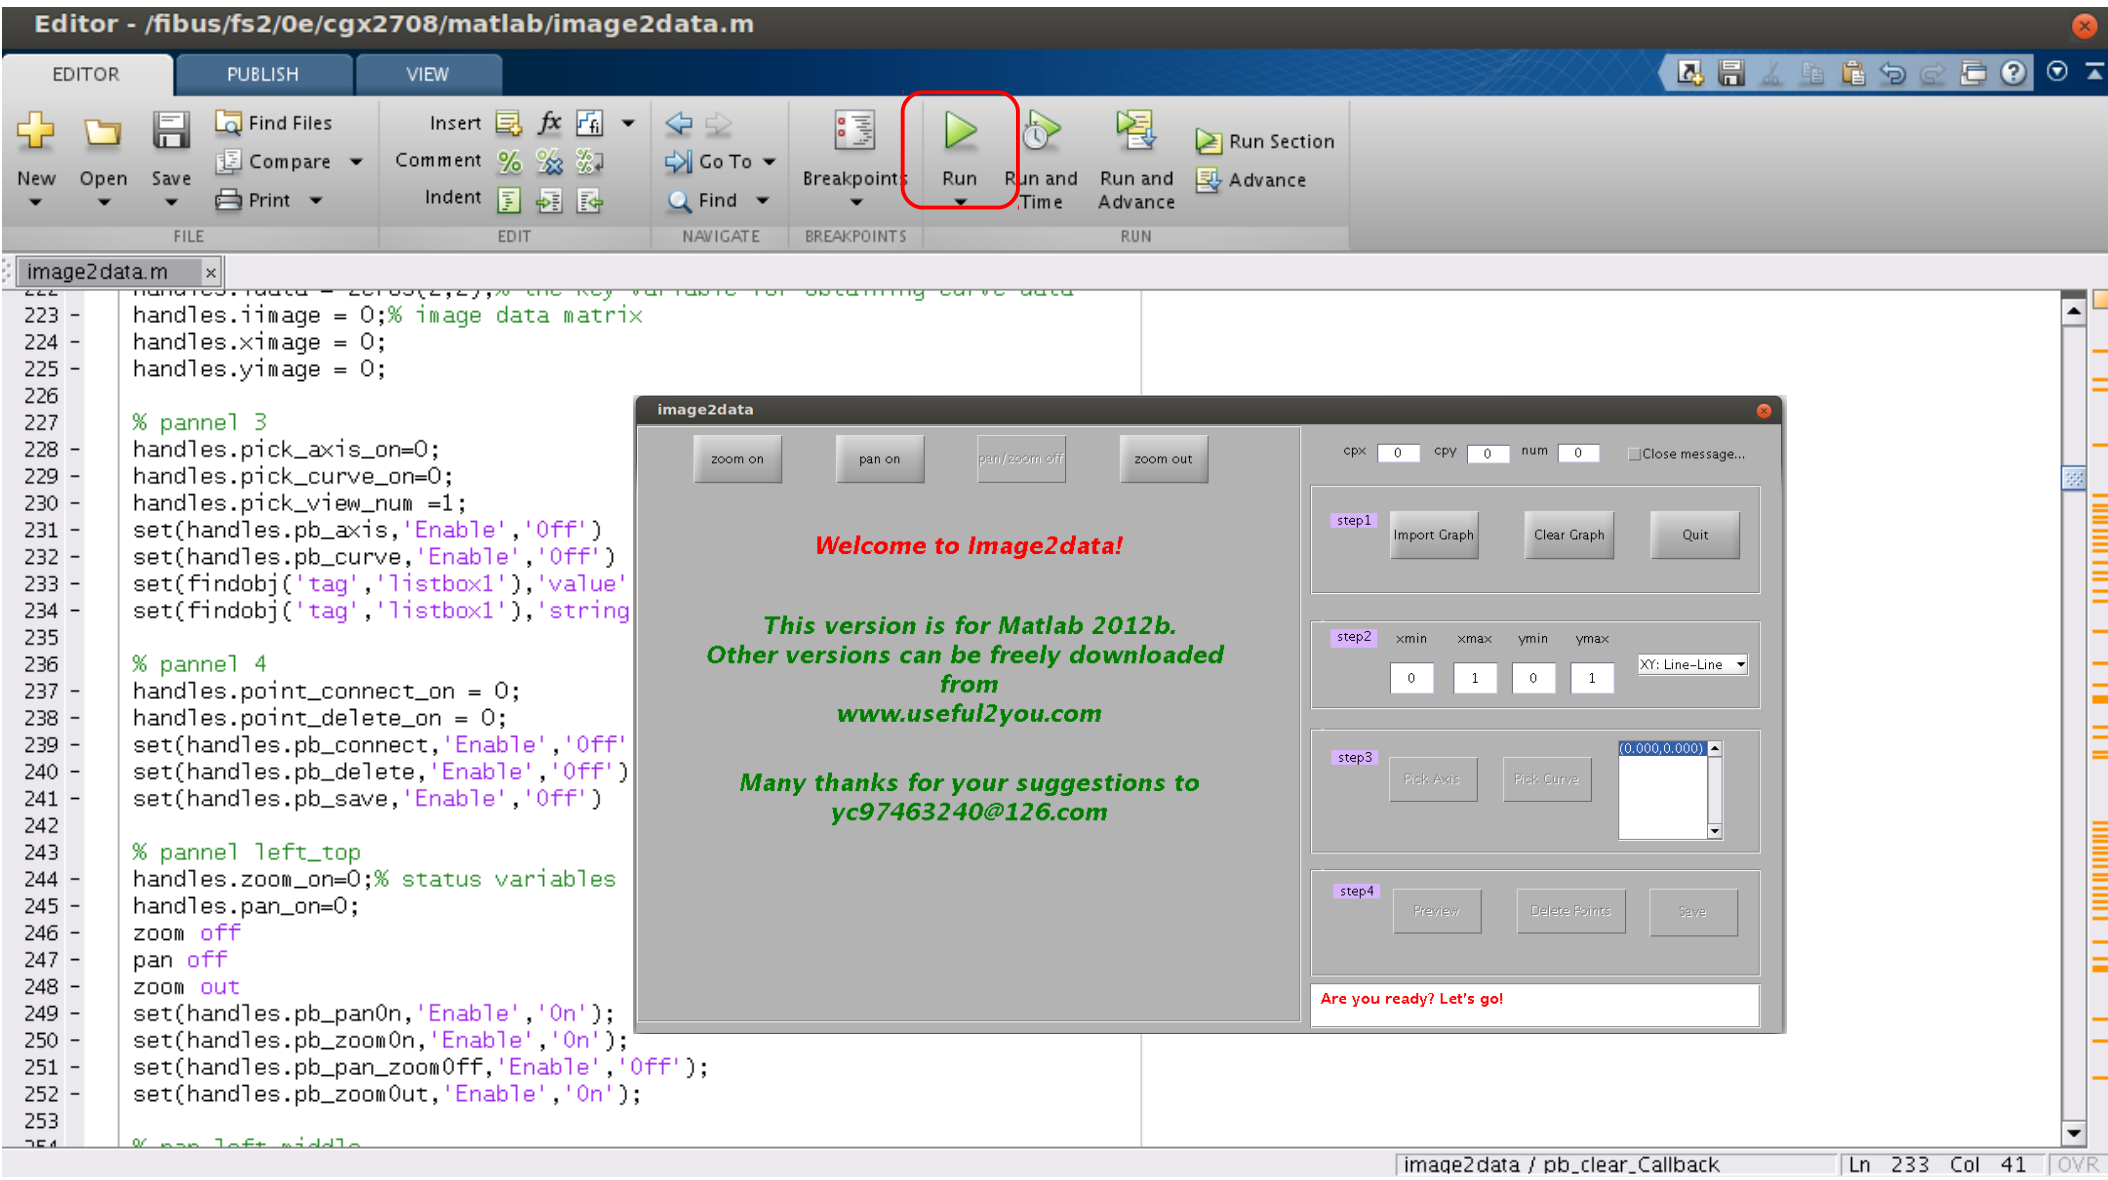 Editor - /fibus/fs2/0e/cgx2708/matlab/image2data.m
EDITOR PUBLISH VIEW
New Open Save Find Files Compare Print
FILE
Insert fx
Comment
Indent
EDIT
Go To
Find
NAVIGATE
Breakpoints
BREAKPOINTS
Run Run and Time Run and Advance Run Section Advance
RUN
image2data.m
223 - handles.iimage = 0;% image data matrix
224 - handles.ximage = 0;
225 - handles.yimage = 0;
226
227 % pannel 3
228 - handles.pick_axis_on=0;
229 - handles.pick_curve_on=0;
230 - handles.pick_view_num =1;
231 - set(handles.pb_axis,'Enable','Off')
232 - set(handles.pb_curve,'Enable','Off')
233 - set(findobj('tag','listbox1'),'value'
234 - set(findobj('tag','listbox1'),'string
235
236 % pannel 4
237 - handles.point_connect_on = 0;
238 - handles.point_delete_on = 0;
239 - set(handles.pb_connect,'Enable','Off'
240 - set(handles.pb_delete,'Enable','Off')
241 - set(handles.pb_save,'Enable','Off')
242
243 % pannel left_top
244 - handles.zoom_on=0;% status variables
245 - handles.pan_on=0;
246 - zoom off
247 - pan off
248 - zoom out
249 - set(handles.pb_panOn,'Enable','On');
250 - set(handles.pb_zoomOn,'Enable','On');
251 - set(handles.pb_pan_zoomOff,'Enable','Off');
252 - set(handles.pb_zoomOut,'Enable','On');
253
image2data
zoom on pan on pan/zoom off zoom out
Welcome to Image2data!
This version is for Matlab 2012b.
Other versions can be freely downloaded
from
www.useful2you.com
Many thanks for your suggestions to
yc97463240@126.com
cpx 0 cpy 0 num 0 Close message...
step1 Import Graph Clear Graph Quit
step2 xmin xmax ymin ymax
0 1 0 1 XY: Line-Line
step3 Pick Axis Pick Curve (0.000,0.000)
step4 Preview Delete Points Save
Are you ready? Let's go!
image2data / pb_clear_Callback Ln 233 Col 41 OVR